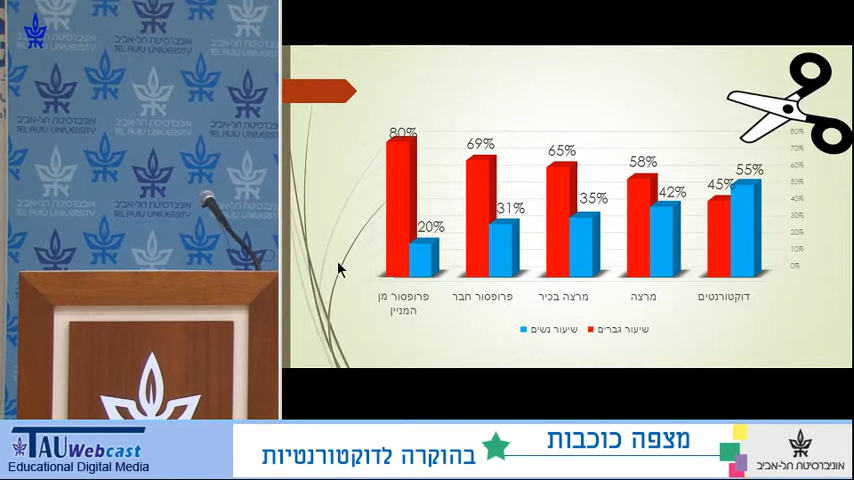 אוניברסיטת תל-אביב
TEL AVIV UNIVERSITY
80%
69%
65%
58%
45%
55%
20%
31%
35%
42%
80%
70%
60%
50%
40%
30%
20%
10%
0%
דוקטורנטים
מרצה
מרצה בכיר
פרופסור חבר
פרופסור מן
המניין
שיעור גברים
שיעור נשים
TAU Webcast
Educational Digital Media
מצפה כוכבות
בהוקרה לדוקטורנטיות
אוניברסיטת תל-אביב